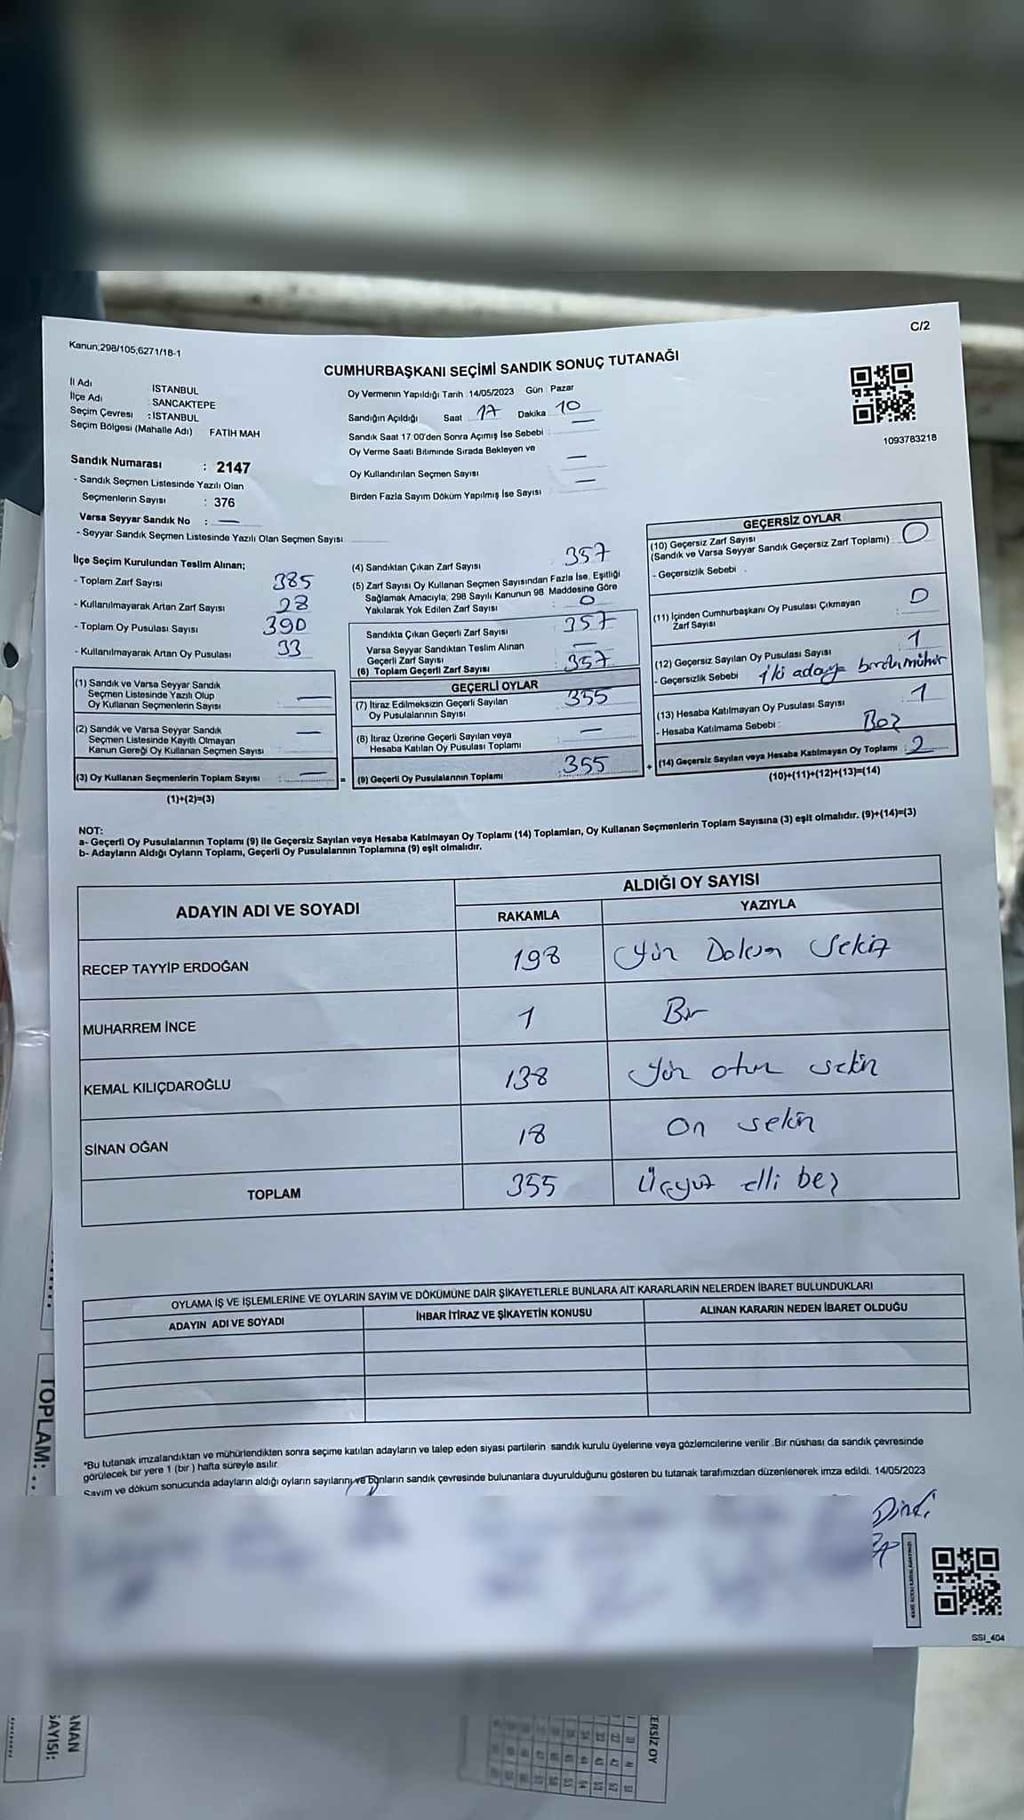 C/2
Kanun;298/105;6271/18-1
CUMHURBAŞKANI SEÇİMİ SANDIK SONUÇ TUTANAĞI
İl Adı İSTANBUL
İlçe Adı : SANCAKTEPE
Seçim Çevresi : İSTANBUL
Seçim Bölgesi (Mahalle Adı) FATİH MAH
Sandık Numarası : 2147
- Sandık Seçmen Listesinde Yazılı Olan
Seçmenlerin Sayısı : 376
Varsa Seyyar Sandık No : —
- Seyyar Sandık Seçmen Listesinde Yazılı Olan Seçmen Sayısı
Oy Vermenin Yapıldığı Tarih :14/05/2023 Gün : Pazar
Sandığın Açıldığı Saat 17 Dakika 10
Sandık Saat 17 00'den Sonra Açımış İse Sebebi : —
Oy Verme Saati Bitiminde Sırada Bekleyen ve
Oy Kullandırılan Seçmen Sayısı —
Birden Fazla Sayım Döküm Yapılmış İse Sayısı —
1093783218
İlçe Seçim Kurulundan Teslim Alınan;
- Toplam Zarf Sayısı 385
- Kullanılmayarak Artan Zarf Sayısı 28
- Toplam Oy Pusulası Sayısı 390
- Kullanılmayarak Artan Oy Pusulası 33
(1) Sandık ve Varsa Seyyar Sandık
Seçmen Listesinde Yazılı Olup
Oy Kullanan Seçmenlerin Sayısı —
(2) Sandık ve Varsa Seyyar Sandık
Seçmen Listesinde Kayıtlı Olmayan
Kanun Gereği Oy Kullanan Seçmen Sayısı —
(3) Oy Kullanan Seçmenlerin Toplam Sayısı : —
(1)+(2)=(3)
(4) Sandıktan Çıkan Zarf Sayısı 357
(5) Zarf Sayısı Oy Kullanan Seçmen Sayısından Fazla İse, Eşitliği
Sağlamak Amacıyla; 298 Sayılı Kanunun 98. Maddesine Göre
Yakılarak Yok Edilen Zarf Sayısı 0
Sandıkta Çıkan Geçerli Zarf Sayısı 357
Varsa Seyyar Sandıktan Teslim Alınan
Geçerli Zarf Sayısı —
(6) Toplam Geçerli Zarf Sayısı 357
GEÇERLİ OYLAR
(7) İtiraz Edilmeksizin Geçerli Sayılan
Oy Pusulalarının Sayısı 355
(8) İtiraz Üzerine Geçerli Sayılan veya
Hesaba Katılan Oy Pusulası Toplamı —
= (9) Geçerli Oy Pusulalarının Toplamı 355
GEÇERSİZ OYLAR
(10) Geçersiz Zarf Sayısı
(Sandık ve Varsa Seyyar Sandık Geçersiz Zarf Toplamı) 0
- Geçersizlik Sebebi :
(11) İçinden Cumhurbaşkanı Oy Pusulası Çıkmayan
Zarf Sayısı 0
(12) Geçersiz Sayılan Oy Pusulası Sayısı 1
- Geçersizlik Sebebi iki adaya mühür
(13) Hesaba Katılmayan Oy Pusulası Sayısı 1
- Hesaba Katılmama Sebebi : Boş
+ (14) Geçersiz Sayılan veya Hesaba Katılmayan Oy Toplamı : 2
(10)+(11)+(12)+(13)=(14)
NOT:
a- Geçerli Oy Pusulalarının Toplamı (9) ile Geçersiz Sayılan veya Hesaba Katılmayan Oy Toplamı (14) Toplamları, Oy Kullanan Seçmenlerin Toplam Sayısına (3) eşit olmalıdır. (9)+(14)=(3)
b- Adayların Aldığı Oyların Toplamı, Geçerli Oy Pusulalarının Toplamına (9) eşit olmalıdır.
ADAYIN ADI VE SOYADI
ALDIĞI OY SAYISI
RAKAMLA YAZIYLA
RECEP TAYYİP ERDOĞAN 198 Yüz Doksan Sekiz
MUHARREM İNCE 1 Bir
KEMAL KILIÇDAROĞLU 138 Yüz otuz sekiz
SİNAN OĞAN 18 On sekiz
TOPLAM 355 Üçyüz elli beş
OYLAMA İŞ VE İŞLEMLERİNE VE OYLARIN SAYIM VE DÖKÜMÜNE DAİR ŞİKAYETLERLE BUNLARA AİT KARARLARIN NELERDEN İBARET BULUNDUKLARI
ADAYIN ADI VE SOYADI İHBAR İTİRAZ VE ŞİKAYETİN KONUSU ALINAN KARARIN NEDEN İBARET OLDUĞU
*Bu tutanak imzalandıktan ve mühürlendikten sonra seçime katılan adayların ve talep eden siyasi partilerin sandık kurulu üyelerine veya gözlemcilerine verilir. Bir nüshası da sandık çevresinde
görülecek bir yere 1 (bir ) hafta süreyle asılır.
Sayım ve döküm sonucunda adayların aldığı oyların sayılarını ve bunların sandık çevresinde bulunanlara duyurulduğunu gösteren bu tutanak tarafımızdan düzenlenerek imza edildi. 14/05/2023
SSI_404
TOPLAM: . .
ANAN
SAYISI:
ERSİZ OY